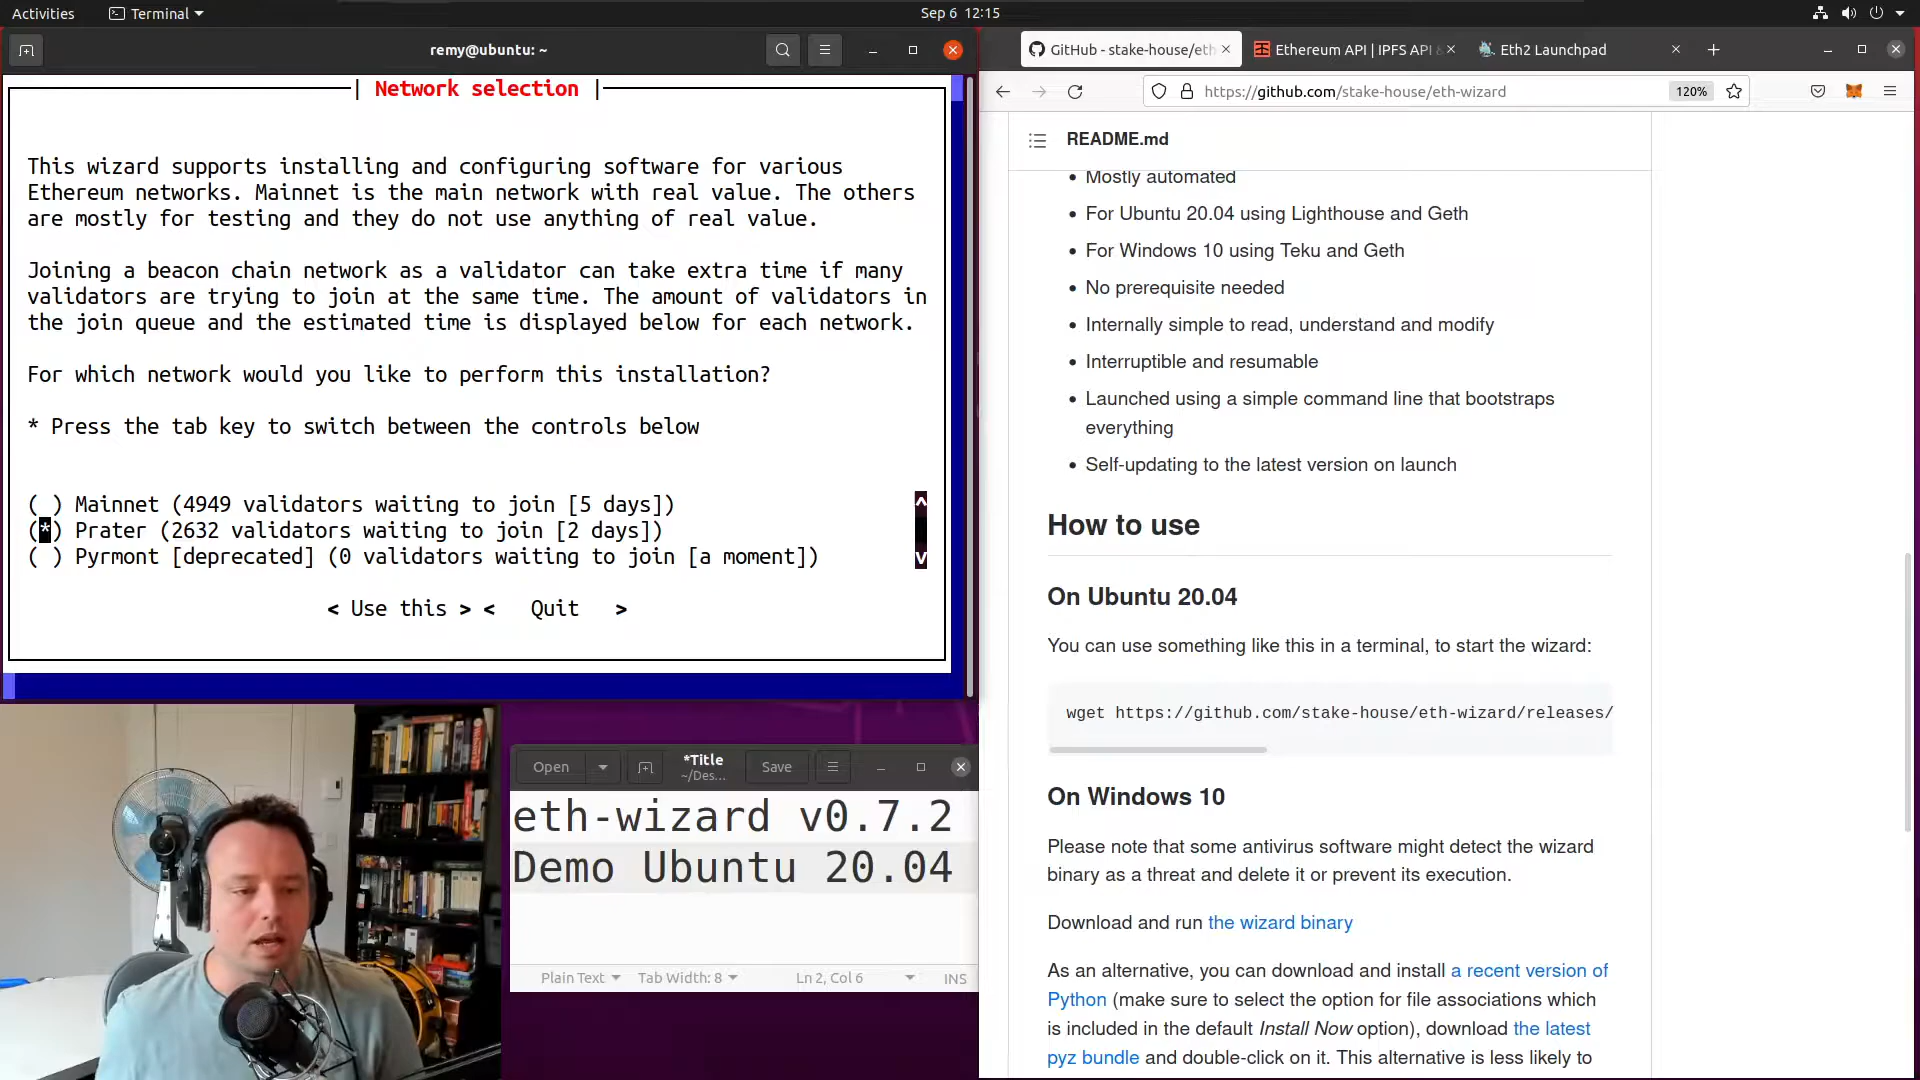 Activities
Terminal
Sep 6 12:15
remy@ubuntu: ~
Network selection
This wizard supports installing and configuring software for various
Ethereum networks. Mainnet is the main network with real value. The others
are mostly for testing and they do not use anything of real value.
Joining a beacon chain network as a validator can take extra time if many
validators are trying to join at the same time. The amount of validators in
the join queue and the estimated time is displayed below for each network.
For which network would you like to perform this installation?
* Press the tab key to switch between the controls below
( ) Mainnet (4949 validators waiting to join [5 days])
(*) Prater (2632 validators waiting to join [2 days])
( ) Pyrmont [deprecated] (0 validators waiting to join [a moment])
< Use this > < Quit >
Open
*Title
~/Des...
Save
eth-wizard v0.7.2
Demo Ubuntu 20.04
Plain Text
Tab Width: 8
Ln 2, Col 6
INS
GitHub - stake-house/eth
Ethereum API | IPFS API &
Eth2 Launchpad
https://github.com/stake-house/eth-wizard
120%
README.md
Mostly automated
For Ubuntu 20.04 using Lighthouse and Geth
For Windows 10 using Teku and Geth
No prerequisite needed
Internally simple to read, understand and modify
Interruptible and resumable
Launched using a simple command line that bootstraps
everything
Self-updating to the latest version on launch
How to use
On Ubuntu 20.04
You can use something like this in a terminal, to start the wizard:
wget https://github.com/stake-house/eth-wizard/releases/
On Windows 10
Please note that some antivirus software might detect the wizard
binary as a threat and delete it or prevent its execution.
Download and run the wizard binary
As an alternative, you can download and install a recent version of
Python (make sure to select the option for file associations which
is included in the default Install Now option), download the latest
pyz bundle and double-click on it. This alternative is less likely to